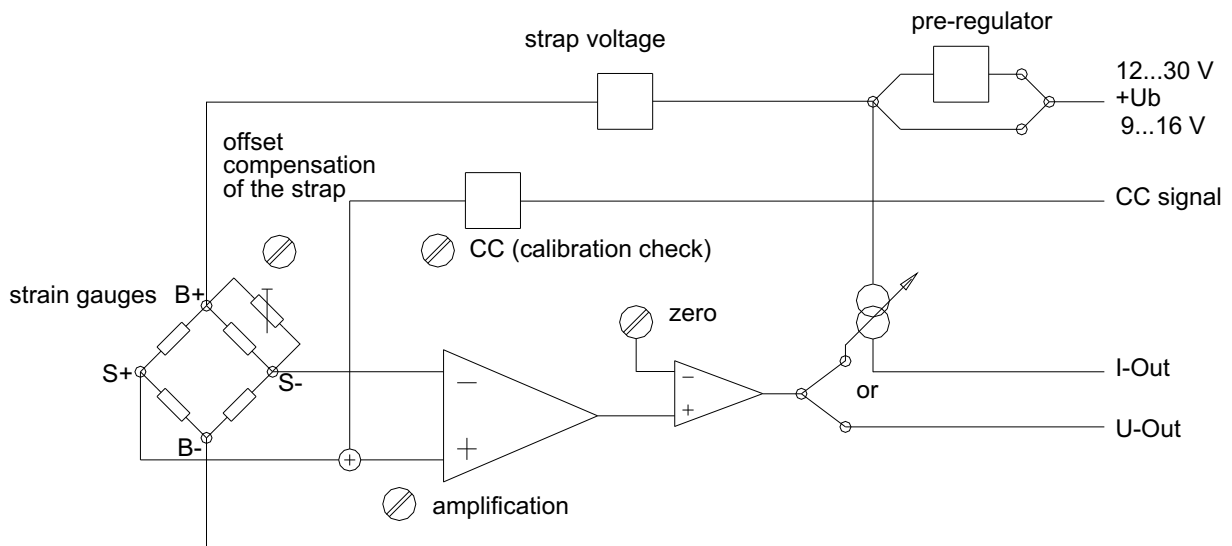 pre-regulator
strap voltage
12...30 V
+Ub
9...16 V
offset
compensation
of the strap
CC signal
CC (calibration check)
strain gauges
B+
zero
S+
S-
−
−
+
I-Out
or
B-
+
+
U-Out
amplification